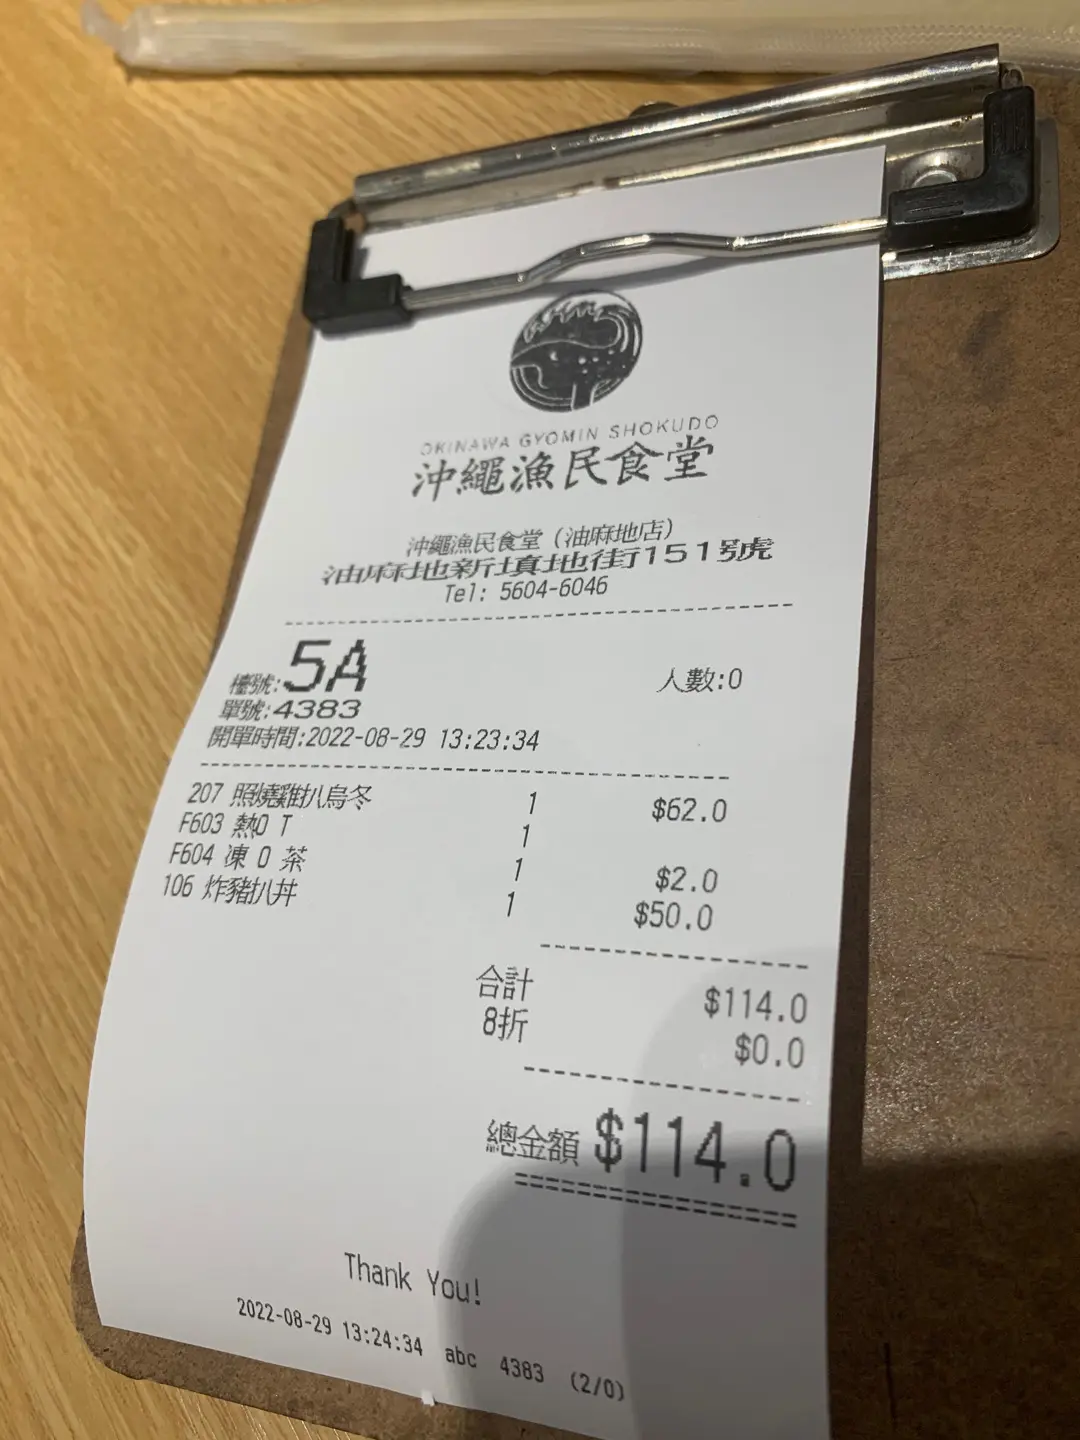 OKINAWA GYOMIN SHOKUDO
沖繩漁民食堂
沖繩漁民食堂（油麻地店）
油麻地新填地街151號虎
Tel: 5604-6046
檯號:5A 人數:0
單號:4383
開單時間:2022-08-29 13:23:34
207 照燒雞扒烏冬 1 $62.0
F603 熱O T 1
F604 凍 O 茶 1 $2.0
106 炸豬扒丼 1 $50.0
合計 $114.0
8折 $0.0
總金額 $114.0
Thank You!
2022-08-29 13:24:34 abc 4383 (2/0)